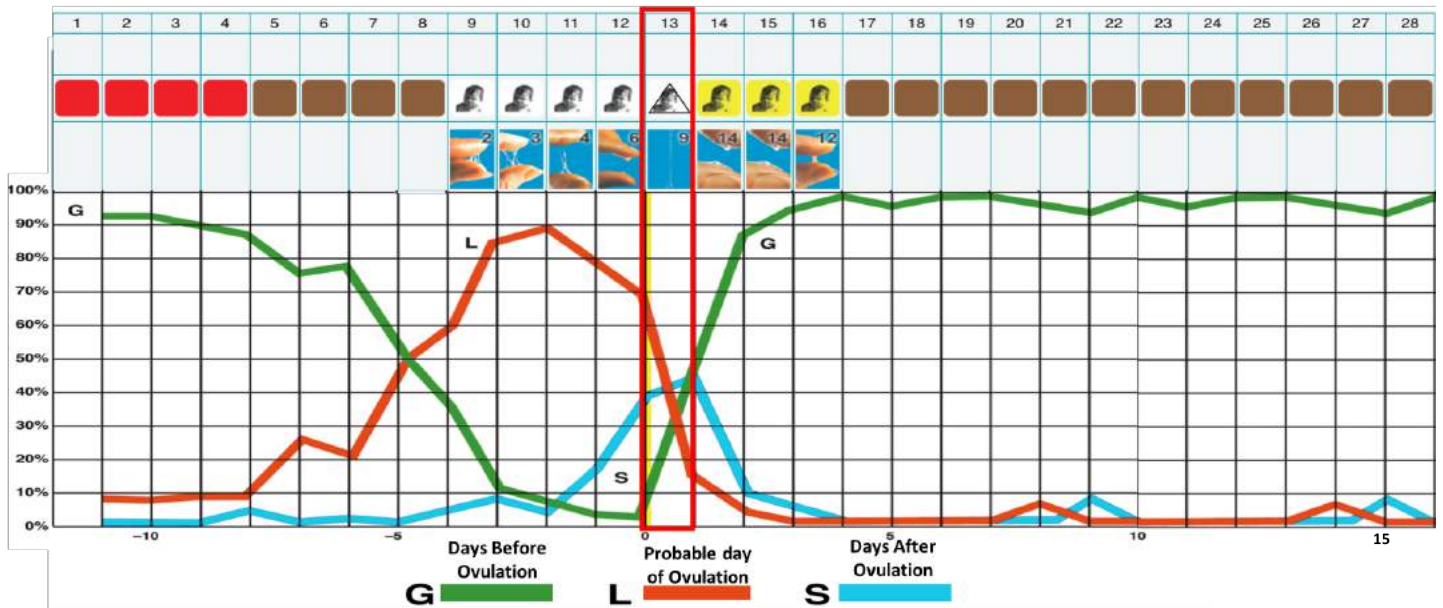 1 2 3 4 5 6 7 8 9 10 11 12 13 14 15 16 17 18 19 20 21 22 23 24 25 26 27 28
2 3 4 6 9 14 14 12
100%
G
90%
L
G
80%
70%
60%
50%
40%
30%
20%
S
10%
0%
−10 −5 0 5 10 15
Days Before Probable day Days After
Ovulation of Ovulation Ovulation
G L S